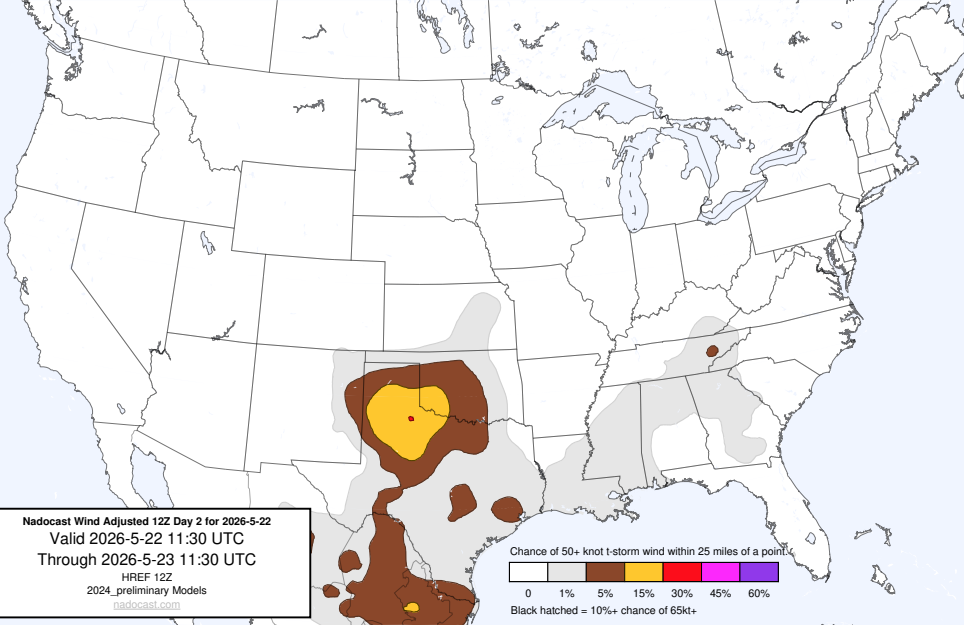 Nadocast Wind Adjusted 12Z Day 2 for 2026-5-22
Valid 2026-5-22 11:30 UTC
Through 2026-5-23 11:30 UTC
HREF 12Z
2024_preliminary Models
nadocast.com
Chance of 50+ knot t-storm wind within 25 miles of a point.
0 1% 5% 15% 30% 45% 60%
Black hatched = 10%+ chance of 65kt+